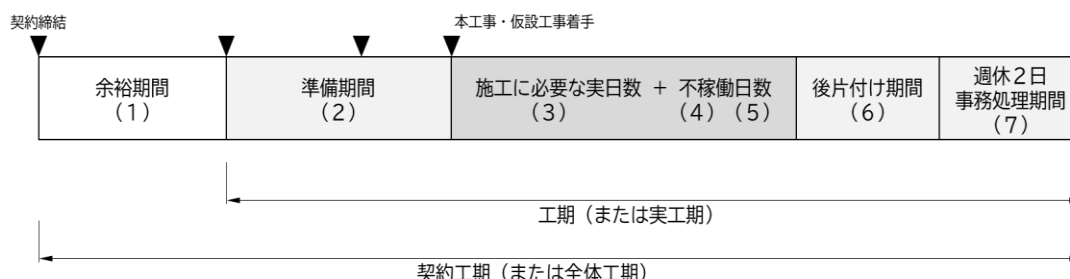 契約締結
本工事・仮設工事着手
余裕期間
(1)
準備期間
(2)
施工に必要な実日数 + 不稼働日数
(3) (4) (5)
後片付け期間
(6)
週休2日
事務処理期間
(7)
工期(または実工期)
契約工期(または全体工期)